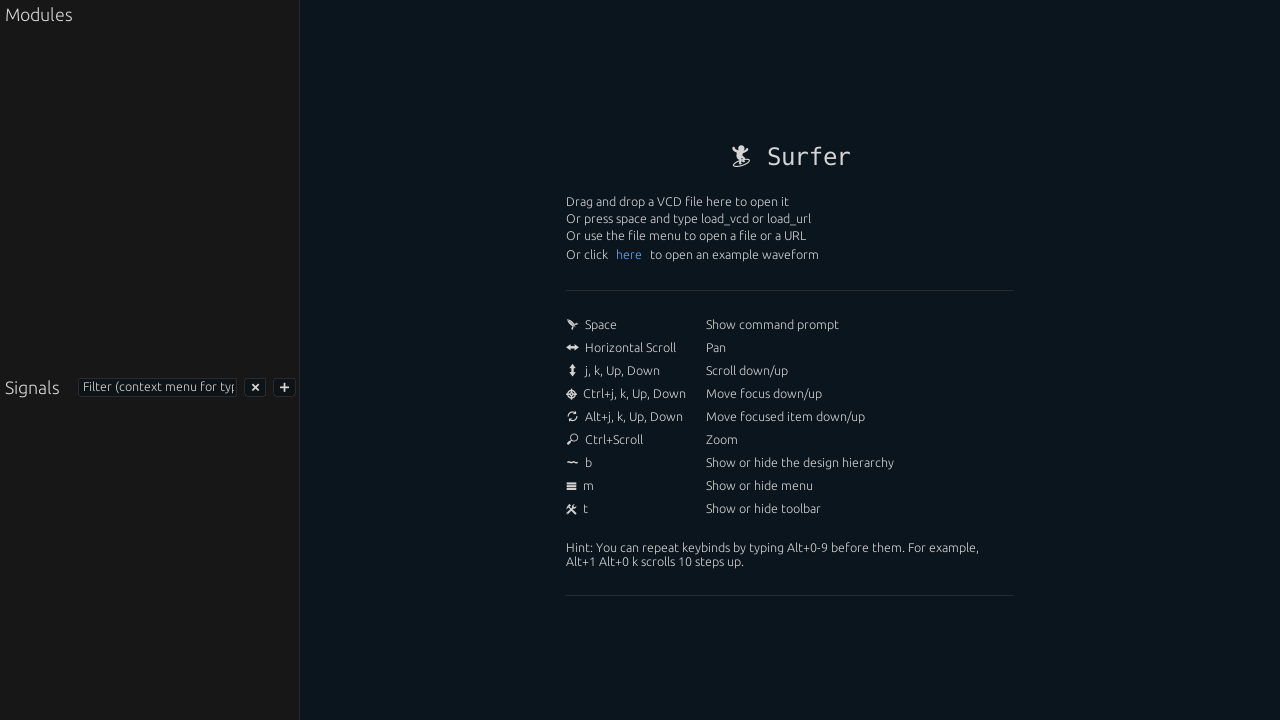 Modules
Surfer
Drag and drop a VCD file here to open it
Or press space and type load_vcd or load_url
Or use the file menu to open a file or a URL
Or click here to open an example waveform
Space Show command prompt
Horizontal Scroll Pan
j, k, Up, Down Scroll down/up
Signals Filter (context menu for typ
Ctrl+j, k, Up, Down Move focus down/up
Alt+j, k, Up, Down Move focused item down/up
Ctrl+Scroll Zoom
b Show or hide the design hierarchy
m Show or hide menu
t Show or hide toolbar
Hint: You can repeat keybinds by typing Alt+0-9 before them. For example,
Alt+1 Alt+0 k scrolls 10 steps up.